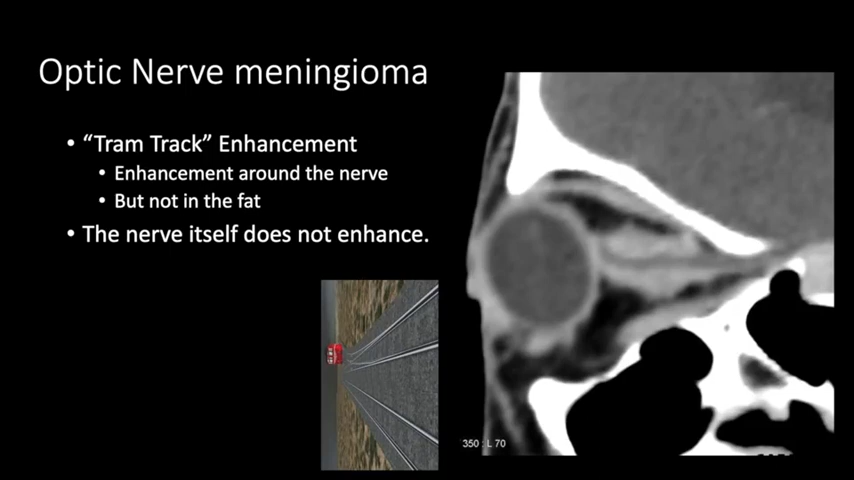 Optic Nerve meningioma
• “Tram Track” Enhancement
• Enhancement around the nerve
• But not in the fat
• The nerve itself does not enhance.
350 : L 70